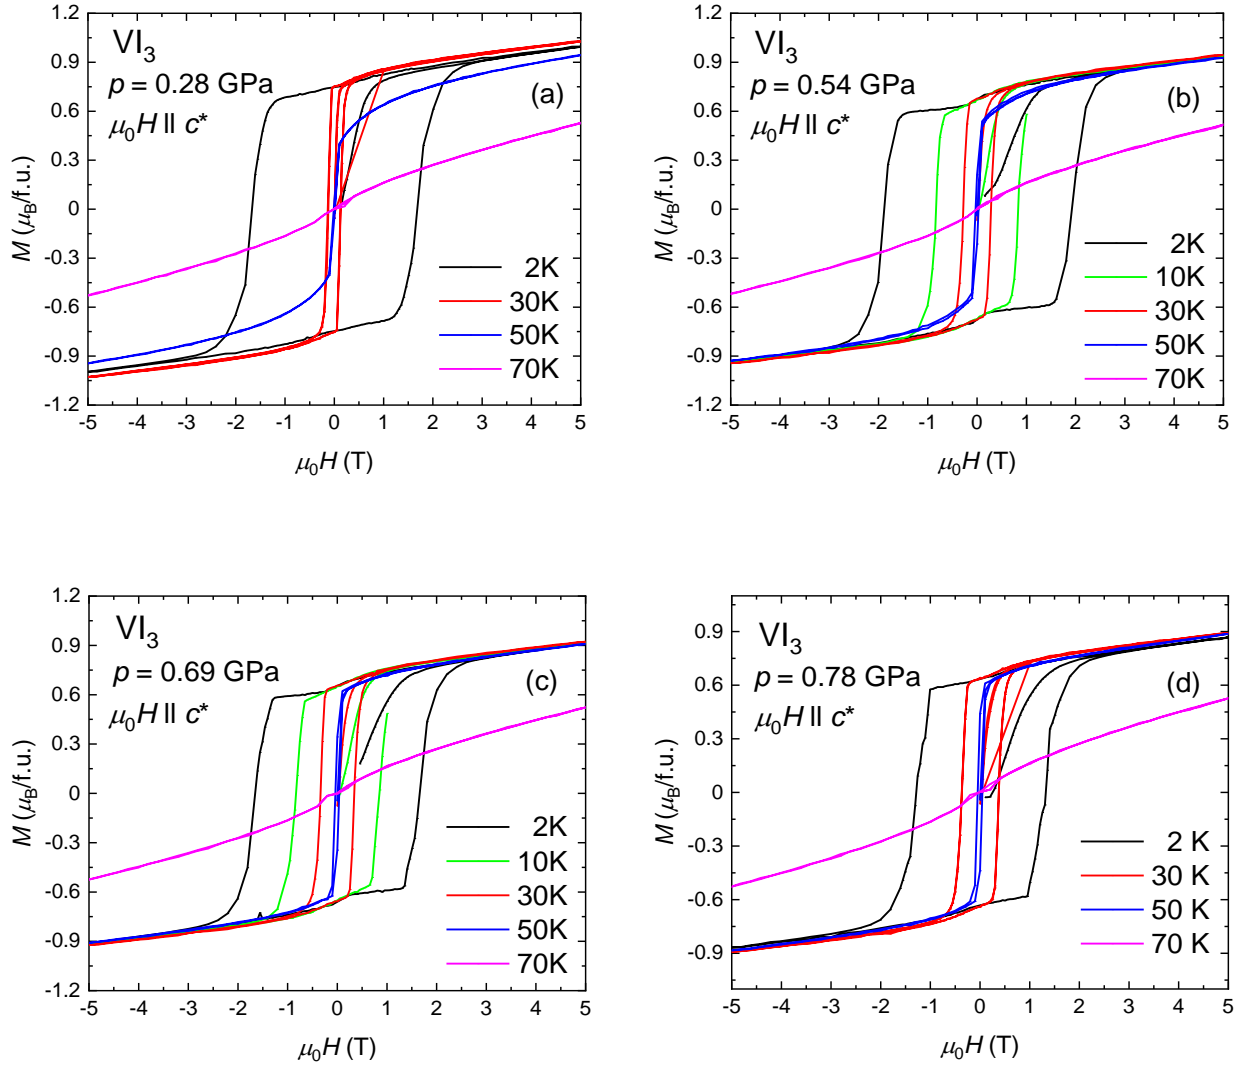 VI3
p = 0.28 GPa
μ0H || c*
(a)
1.2
0.9
0.6
0.3
0
-0.3
-0.6
-0.9
-1.2
M (μB/f.u.)
2K
30K
50K
70K
-5 -4 -3 -2 -1 0 1 2 3 4 5
μ0H (T)
VI3
p = 0.54 GPa
μ0H || c*
(b)
1.2
0.9
0.6
0.3
0
-0.3
-0.6
-0.9
-1.2
M (μB/f.u.)
2K
10K
30K
50K
70K
-5 -4 -3 -2 -1 0 1 2 3 4 5
μ0H (T)
VI3
p = 0.69 GPa
μ0H || c*
(c)
1.2
0.9
0.6
0.3
0
-0.3
-0.6
-0.9
-1.2
M (μB/f.u.)
2K
10K
30K
50K
70K
-5 -4 -3 -2 -1 0 1 2 3 4 5
μ0H (T)
VI3
p = 0.78 GPa
μ0H || c*
(d)
0.9
0.6
0.3
0
-0.3
-0.6
-0.9
M (μB/f.u.)
2 K
30 K
50 K
70 K
-5 -4 -3 -2 -1 0 1 2 3 4 5
μ0H (T)